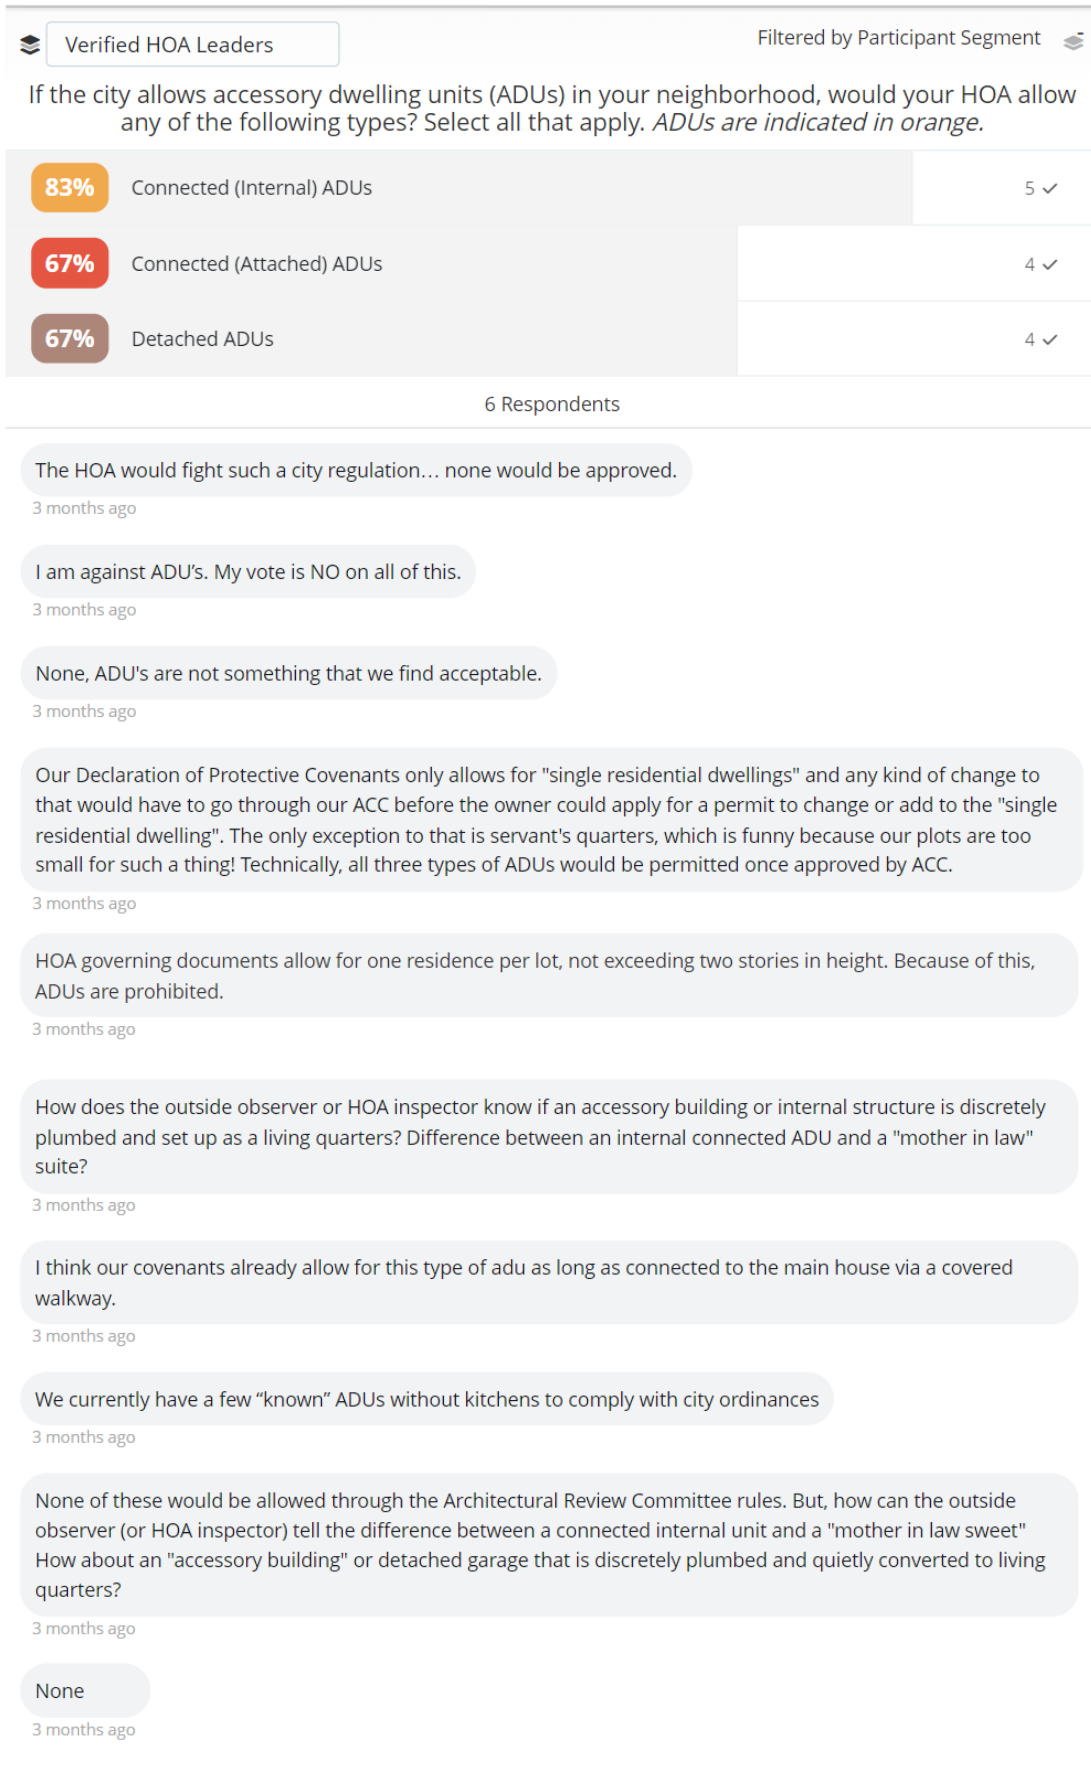 Verified HOA Leaders
Filtered by Participant Segment
If the city allows accessory dwelling units (ADUs) in your neighborhood, would your HOA allow
any of the following types? Select all that apply. ADUs are indicated in orange.
83% Connected (Internal) ADUs 5 ✓
67% Connected (Attached) ADUs 4 ✓
67% Detached ADUs 4 ✓
6 Respondents
The HOA would fight such a city regulation... none would be approved.
3 months ago
I am against ADU’s. My vote is NO on all of this.
3 months ago
None, ADU's are not something that we find acceptable.
3 months ago
Our Declaration of Protective Covenants only allows for "single residential dwellings" and any kind of change to
that would have to go through our ACC before the owner could apply for a permit to change or add to the "single
residential dwelling". The only exception to that is servant's quarters, which is funny because our plots are too
small for such a thing! Technically, all three types of ADUs would be permitted once approved by ACC.
3 months ago
HOA governing documents allow for one residence per lot, not exceeding two stories in height. Because of this,
ADUs are prohibited.
3 months ago
How does the outside observer or HOA inspector know if an accessory building or internal structure is discretely
plumbed and set up as a living quarters? Difference between an internal connected ADU and a "mother in law"
suite?
3 months ago
I think our covenants already allow for this type of adu as long as connected to the main house via a covered
walkway.
3 months ago
We currently have a few “known” ADUs without kitchens to comply with city ordinances
3 months ago
None of these would be allowed through the Architectural Review Committee rules. But, how can the outside
observer (or HOA inspector) tell the difference between a connected internal unit and a "mother in law sweet"
How about an "accessory building" or detached garage that is discretely plumbed and quietly converted to living
quarters?
3 months ago
None
3 months ago